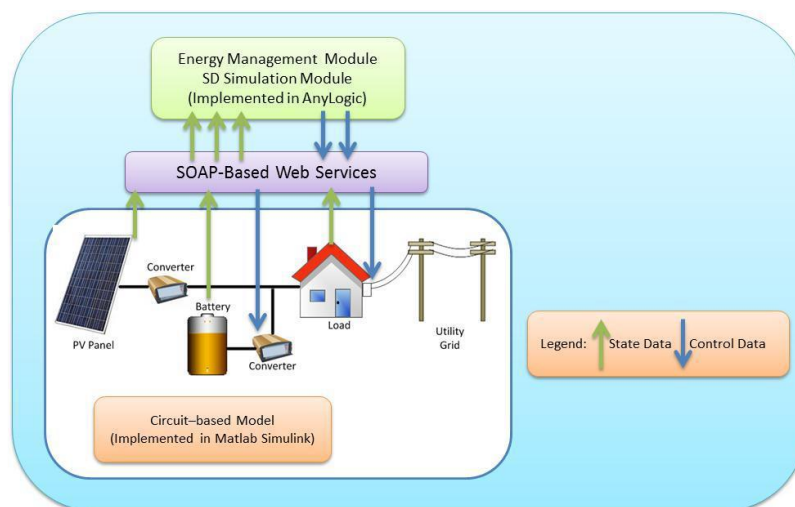 Energy Management Module
SD Simulation Module
(Implemented in AnyLogic)
SOAP-Based Web Services
Converter
Battery
PV Panel
Converter
Load
Utility
Grid
Legend: State Data Control Data
Circuit–based Model
(Implemented in Matlab Simulink)